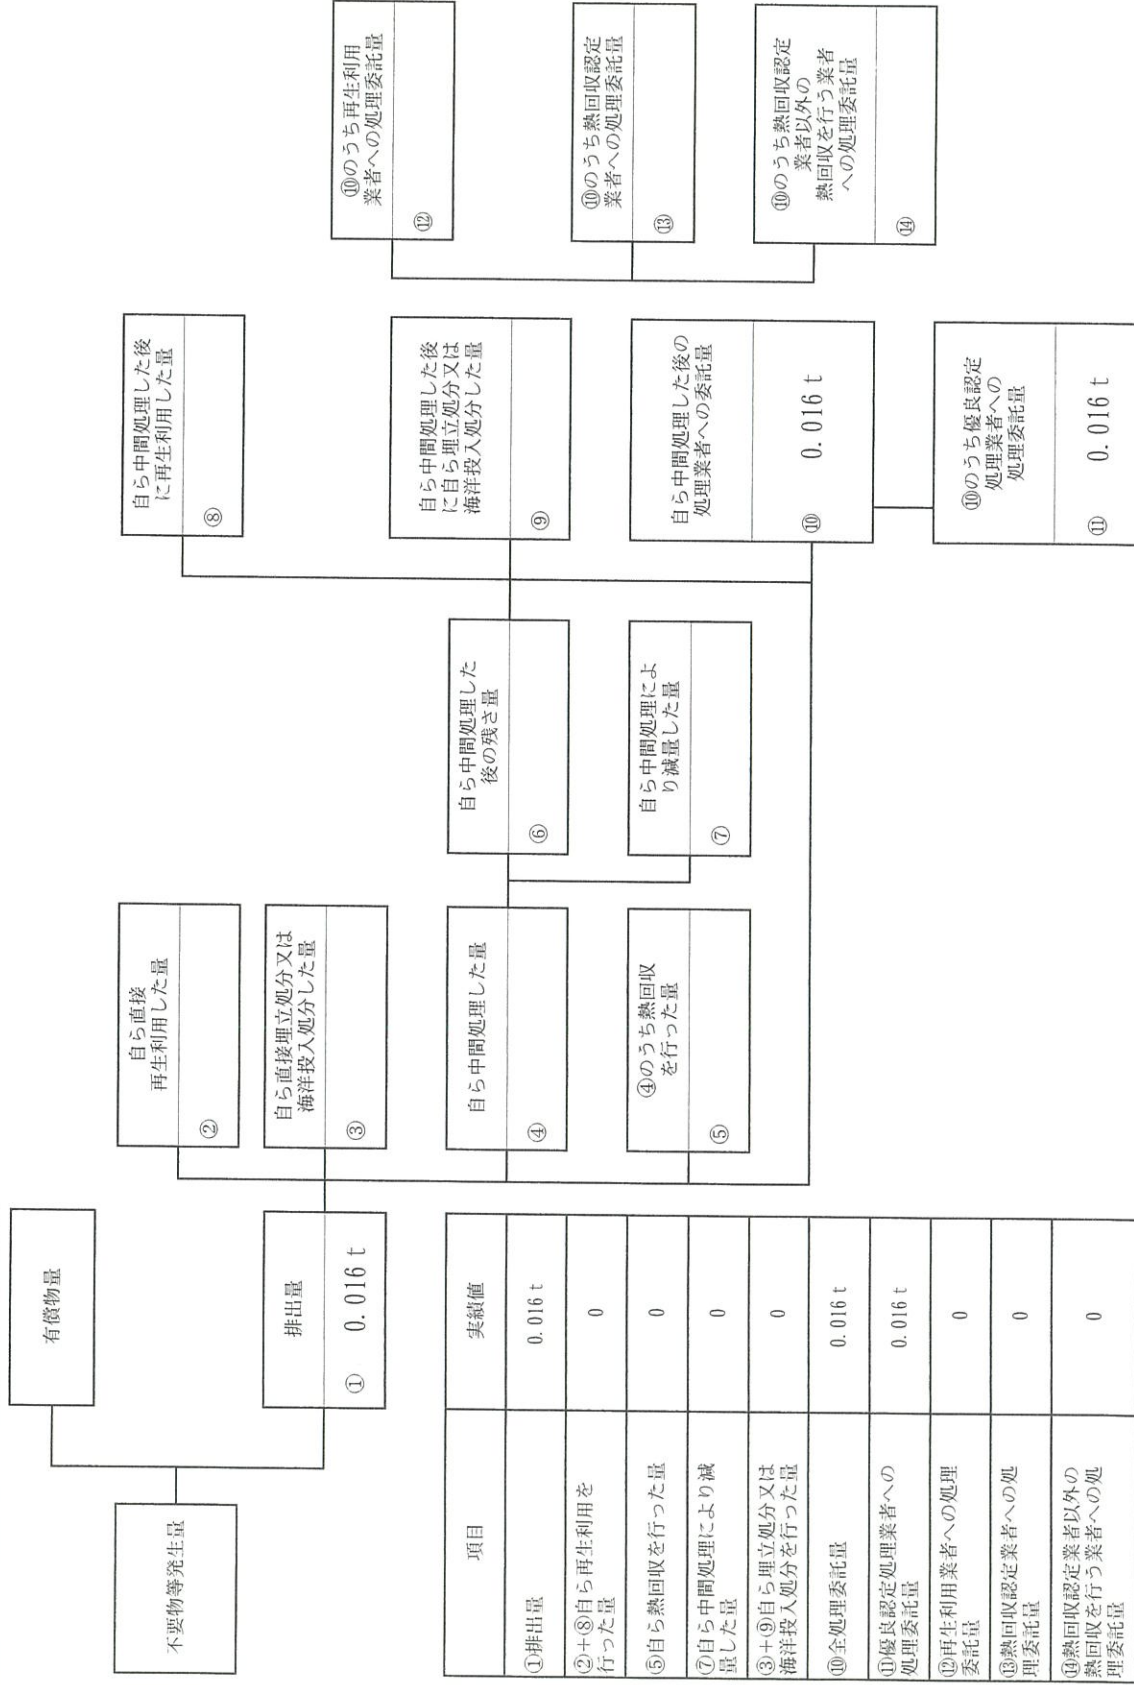 不要物等発生量
有償物量
排出量
① 0.016 t
自ら直接
再生利用した量
②
自ら直接埋立処分又は
海洋投入処分した量
③
自ら中間処理した量
④
④のうち熱回収
を行った量
⑤
自ら中間処理した
後の残さ量
⑥
自ら中間処理によ
り減量した量
⑦
自ら中間処理した後
に再生利用した量
⑧
自ら中間処理した後
に自ら埋立処分又は
海洋投入処分した量
⑨
自ら中間処理した後の
処理業者への委託量
⑩ 0.016 t
⑩のうち優良認定
処理業者への
処理委託量
⑪ 0.016 t
⑩のうち再生利用
業者への処理委託量
⑫
⑩のうち熱回収認定
業者への処理委託量
⑬
⑩のうち熱回収認定
業者以外の
熱回収を行う業者
への処理委託量
⑭
項目 実績値
①排出量 0.016 t
②+⑧自ら再生利用を
行った量 0
⑤自ら熱回収を行った量 0
⑦自ら中間処理により減
量した量 0
③+⑨自ら埋立処分又は
海洋投入処分を行った量 0
⑩全処理委託量 0.016 t
⑪優良認定処理業者への
処理委託量 0.016 t
⑫再生利用業者への処理
委託量 0
⑬熱回収認定業者への処
理委託量 0
⑭熱回収認定業者以外の
熱回収を行う業者への処
理委託量 0